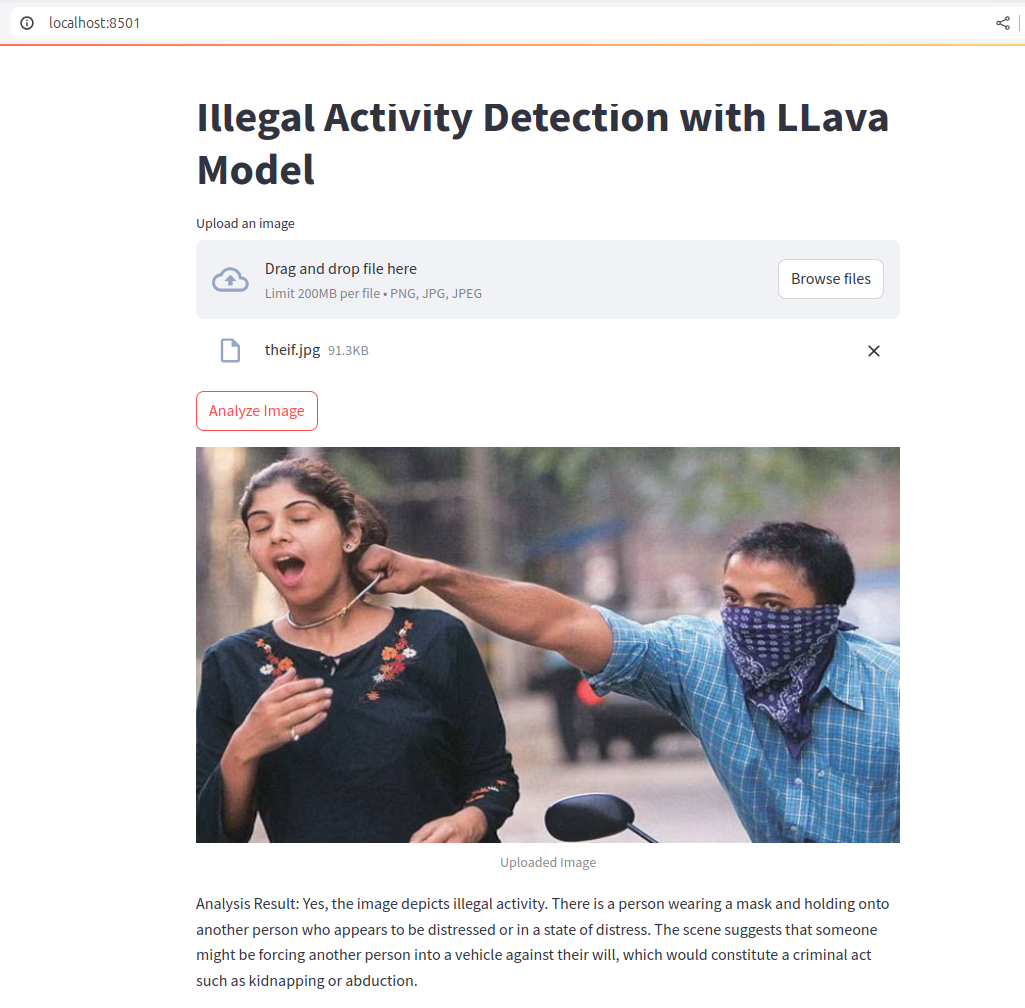 localhost:8501
Illegal Activity Detection with LLava
Model
Upload an image
Drag and drop file here
Limit 200MB per file • PNG, JPG, JPEG
Browse files
theif.jpg 91.3KB
Analyze Image
Uploaded Image
Analysis Result: Yes, the image depicts illegal activity. There is a person wearing a mask and holding onto
another person who appears to be distressed or in a state of distress. The scene suggests that someone
might be forcing another person into a vehicle against their will, which would constitute a criminal act
such as kidnapping or abduction.